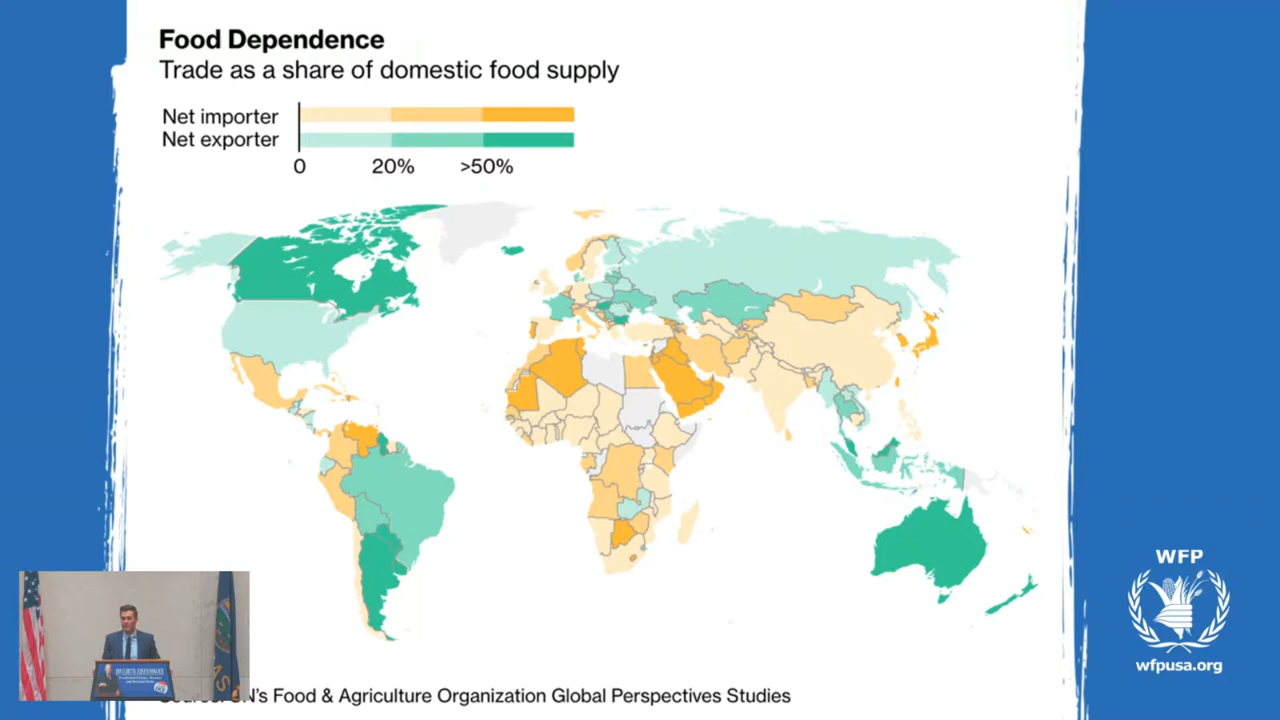 Food Dependence
Trade as a share of domestic food supply
Net importer
Net exporter
0 20% >50%
WFP
wfpusa.org
UN's Food & Agriculture Organization Global Perspectives Studies